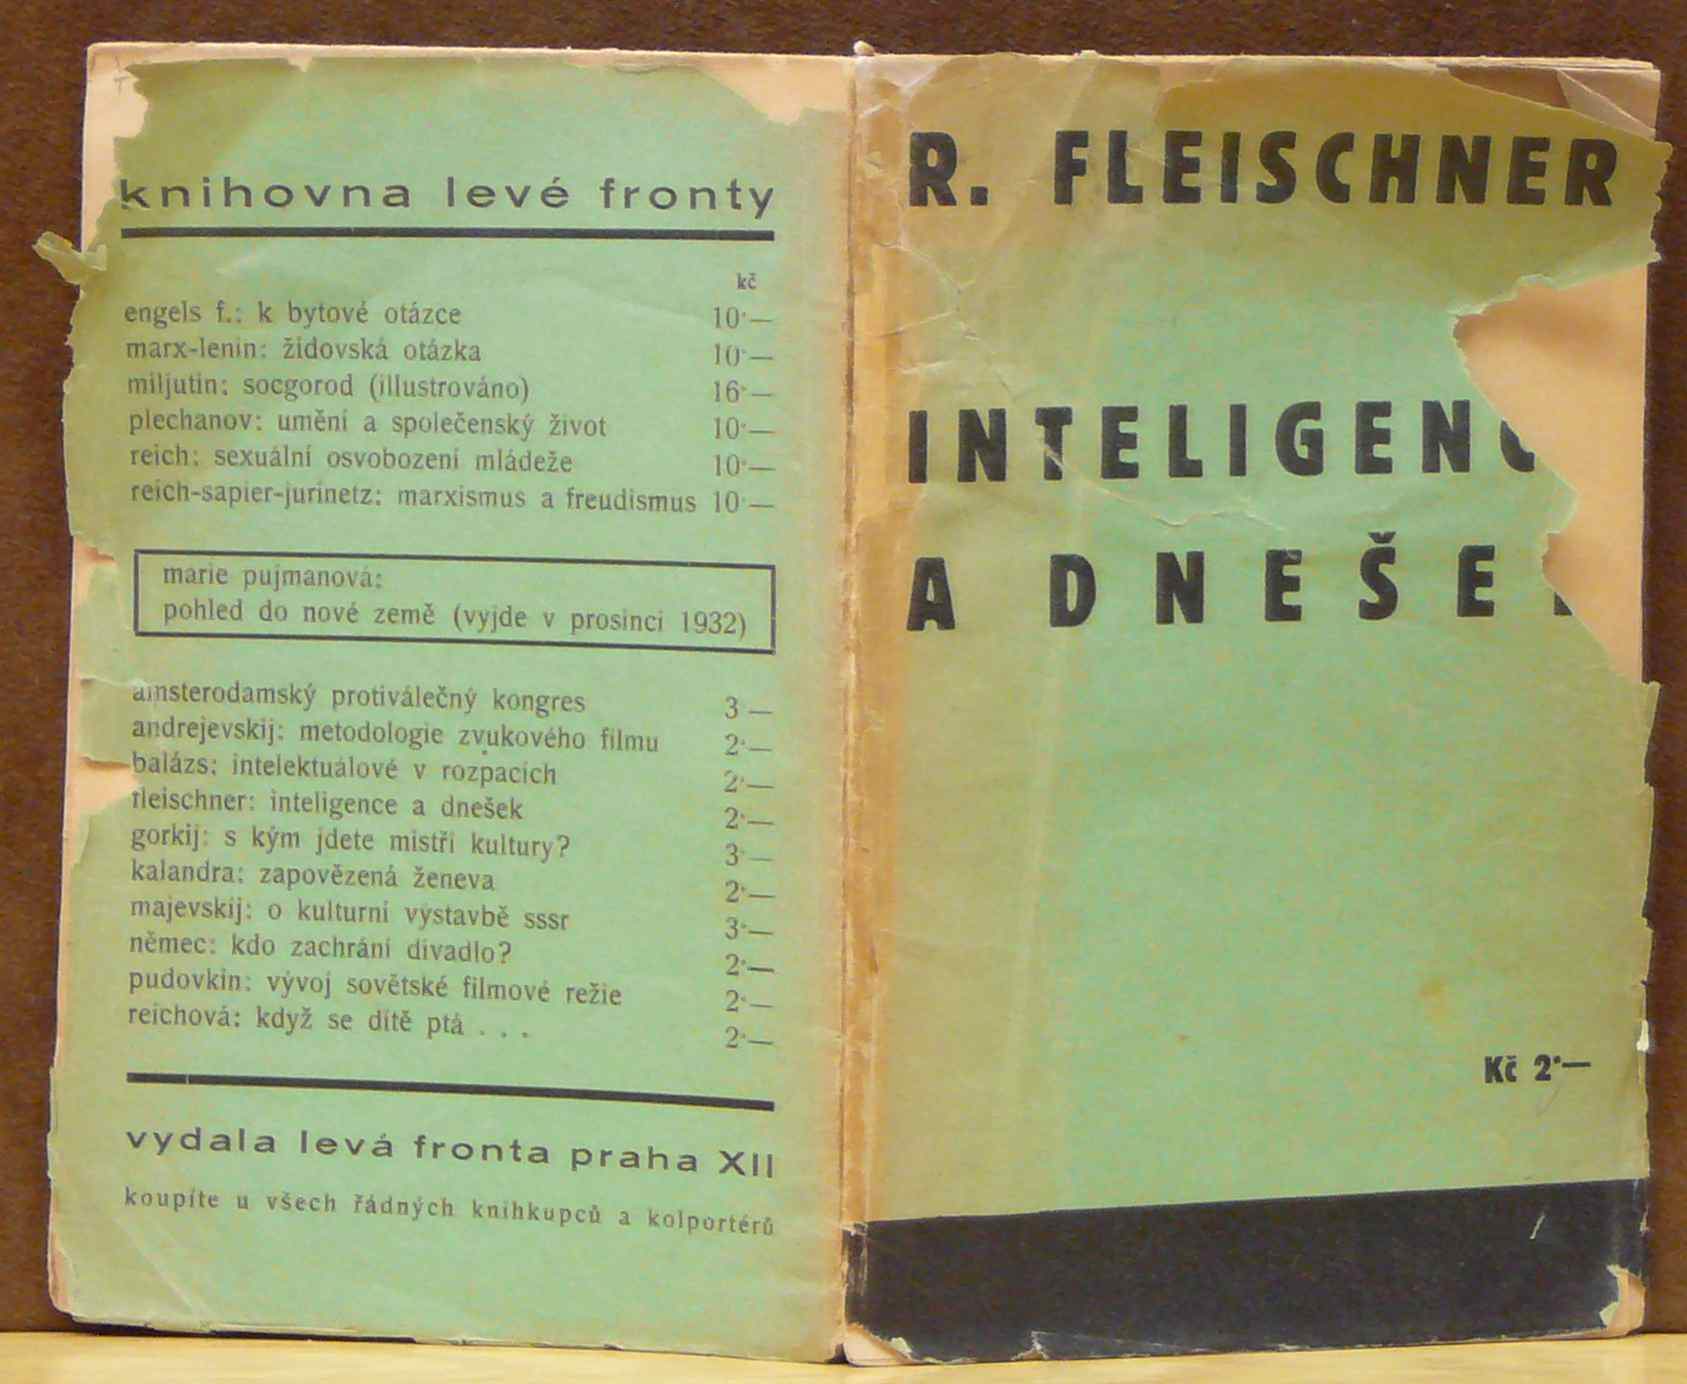 knihovna levé fronty
kč
engels f.: k bytové otázce 10·—
marx-lenin: židovská otázka 10·—
miljutin: socgorod (illustrováno) 16·—
plechanov: umění a společenský život 10·—
reich: sexuální osvobození mládeže 10·—
reich-sapier-jurinetz: marxismus a freudismus 10·—
marie pujmanová:
pohled do nové země (vyjde v prosinci 1932)
amsterodamský protiválečný kongres 3 —
andrejevskij: metodologie zvukového filmu 2·—
balázs: intelektuálové v rozpacích 2·—
fleischner: inteligence a dnešek 2·—
gorkij: s kým jdete mistři kultury? 3·—
kalandra: zapovězená ženeva 2·—
majevskij: o kulturní výstavbě sssr 3·—
němec: kdo zachrání divadlo? 2·—
pudovkin: vývoj sovětské filmové režie 2·—
reichová: když se dítě ptá . . . 2·—
vydala levá fronta praha XII
koupíte u všech řádných knihkupců a kolportérů
R. FLEISCHNER
INTELIGENC
A DNEŠE
Kč 2·—